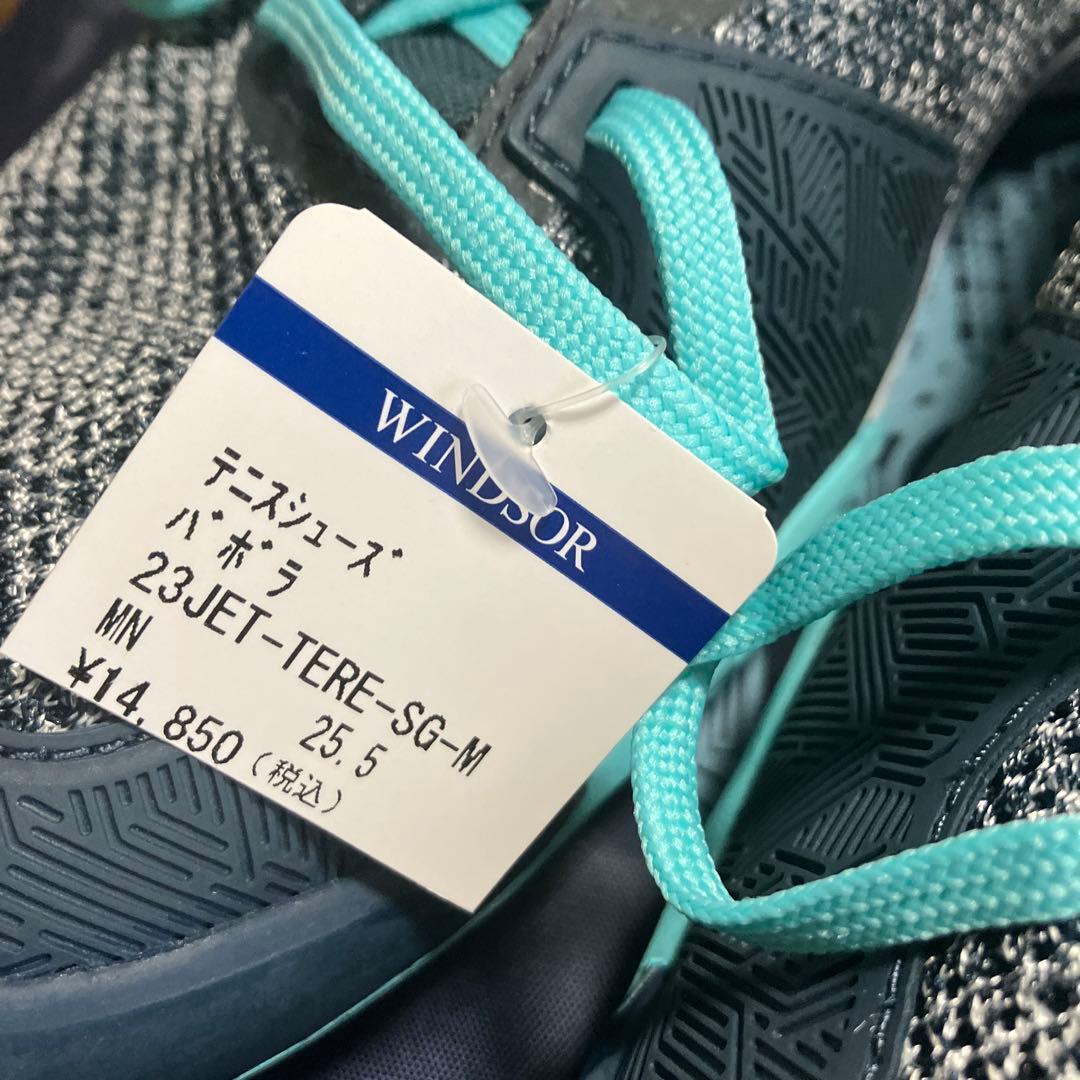 WINDSOR
テニスシューズ
バボラ
23JET-TERE-SG-M
MN 25.5
¥14,850(税込)